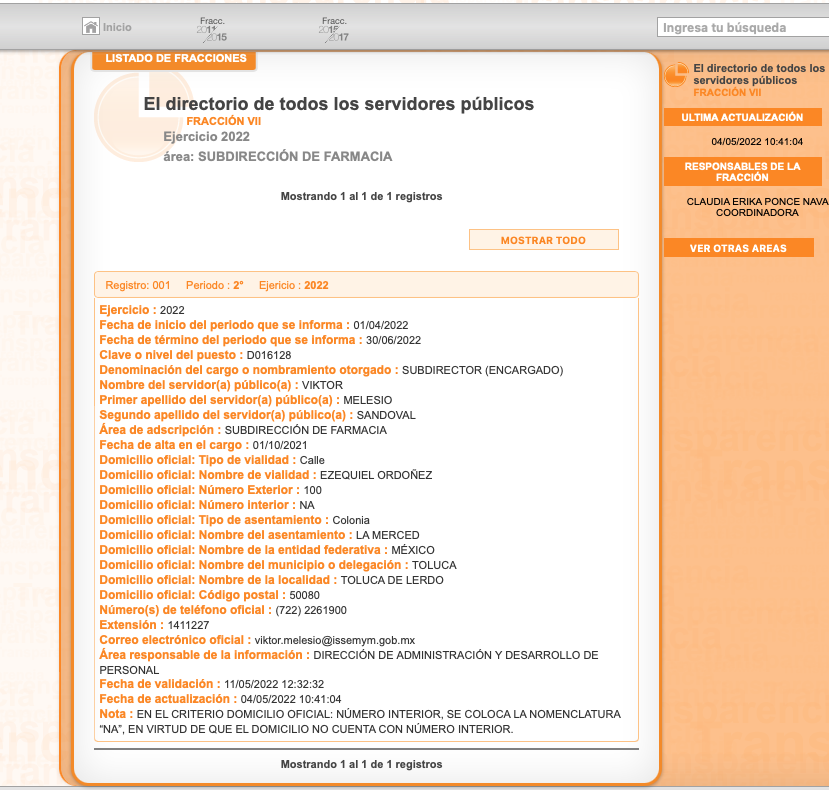 Inicio
Fracc.
2015
Fracc.
2017
Ingresa tu búsqueda
LISTADO DE FRACCIONES
El directorio de todos los servidores públicos
FRACCIÓN VII
Ejercicio 2022
área: SUBDIRECCIÓN DE FARMACIA
Mostrando 1 al 1 de 1 registros
MOSTRAR TODO
Registro: 001 Periodo : 2° Ejericio : 2022
Ejercicio : 2022
Fecha de inicio del periodo que se informa : 01/04/2022
Fecha de término del periodo que se informa : 30/06/2022
Clave o nivel del puesto : D016128
Denominación del cargo o nombramiento otorgado : SUBDIRECTOR (ENCARGADO)
Nombre del servidor(a) público(a) : VIKTOR
Primer apellido del servidor(a) público(a) : MELESIO
Segundo apellido del servidor(a) público(a) : SANDOVAL
Área de adscripción : SUBDIRECCIÓN DE FARMACIA
Fecha de alta en el cargo : 01/10/2021
Domicilio oficial: Tipo de vialidad : Calle
Domicilio oficial: Nombre de vialidad : EZEQUIEL ORDOÑEZ
Domicilio oficial: Número Exterior : 100
Domicilio oficial: Número interior : NA
Domicilio oficial: Tipo de asentamiento : Colonia
Domicilio oficial: Nombre del asentamiento : LA MERCED
Domicilio oficial: Nombre de la entidad federativa : MÉXICO
Domicilio oficial: Nombre del municipio o delegación : TOLUCA
Domicilio oficial: Nombre de la localidad : TOLUCA DE LERDO
Domicilio oficial: Código postal : 50080
Número(s) de teléfono oficial : (722) 2261900
Extensión : 1411227
Correo electrónico oficial : viktor.melesio@issemym.gob.mx
Área responsable de la información : DIRECCIÓN DE ADMINISTRACIÓN Y DESARROLLO DE
PERSONAL
Fecha de validación : 11/05/2022 12:32:32
Fecha de actualización : 04/05/2022 10:41:04
Nota : EN EL CRITERIO DOMICILIO OFICIAL: NÚMERO INTERIOR, SE COLOCA LA NOMENCLATURA
“NA”, EN VIRTUD DE QUE EL DOMICILIO NO CUENTA CON NÚMERO INTERIOR.
Mostrando 1 al 1 de 1 registros
El directorio de todos los
servidores públicos
FRACCIÓN VII
ULTIMA ACTUALIZACIÓN
04/05/2022 10:41:04
RESPONSABLES DE LA
FRACCIÓN
CLAUDIA ERIKA PONCE NAVA
COORDINADORA
VER OTRAS AREAS